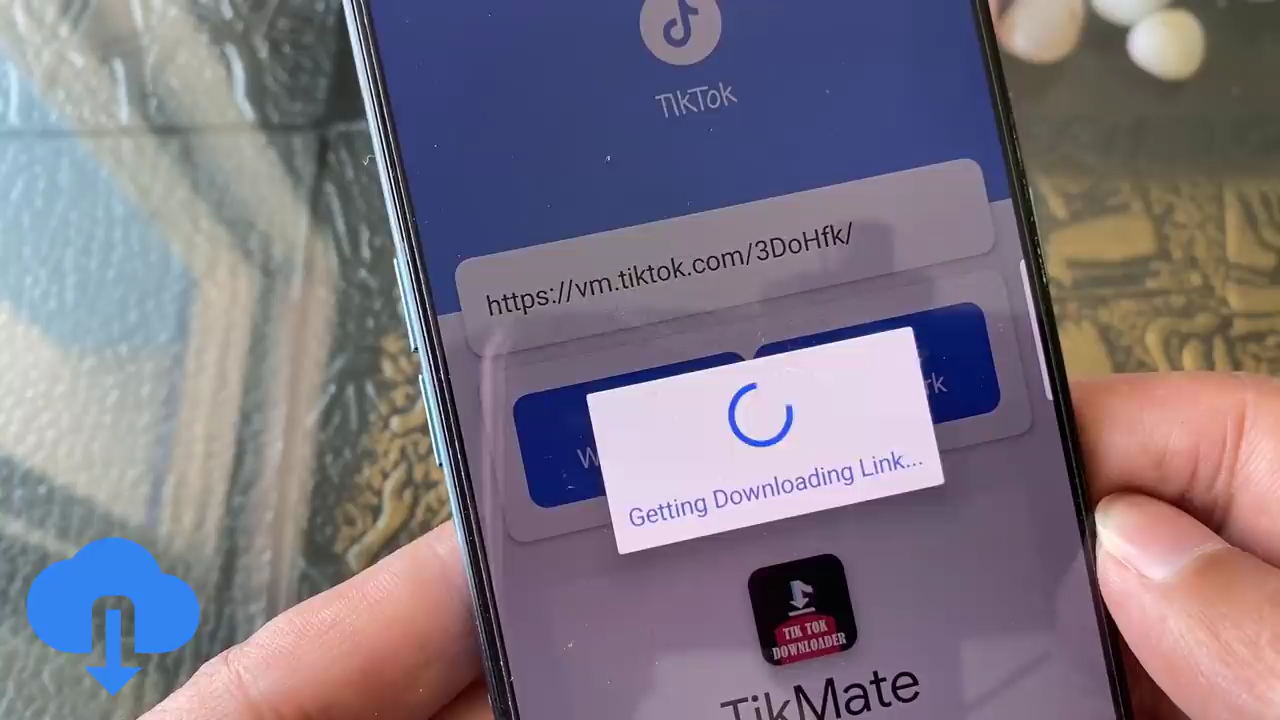 TikTok
https://vm.tiktok.com/3DoHfk/
Getting Downloading Link...
TIK TOK
DOWNLOADER
TikMate